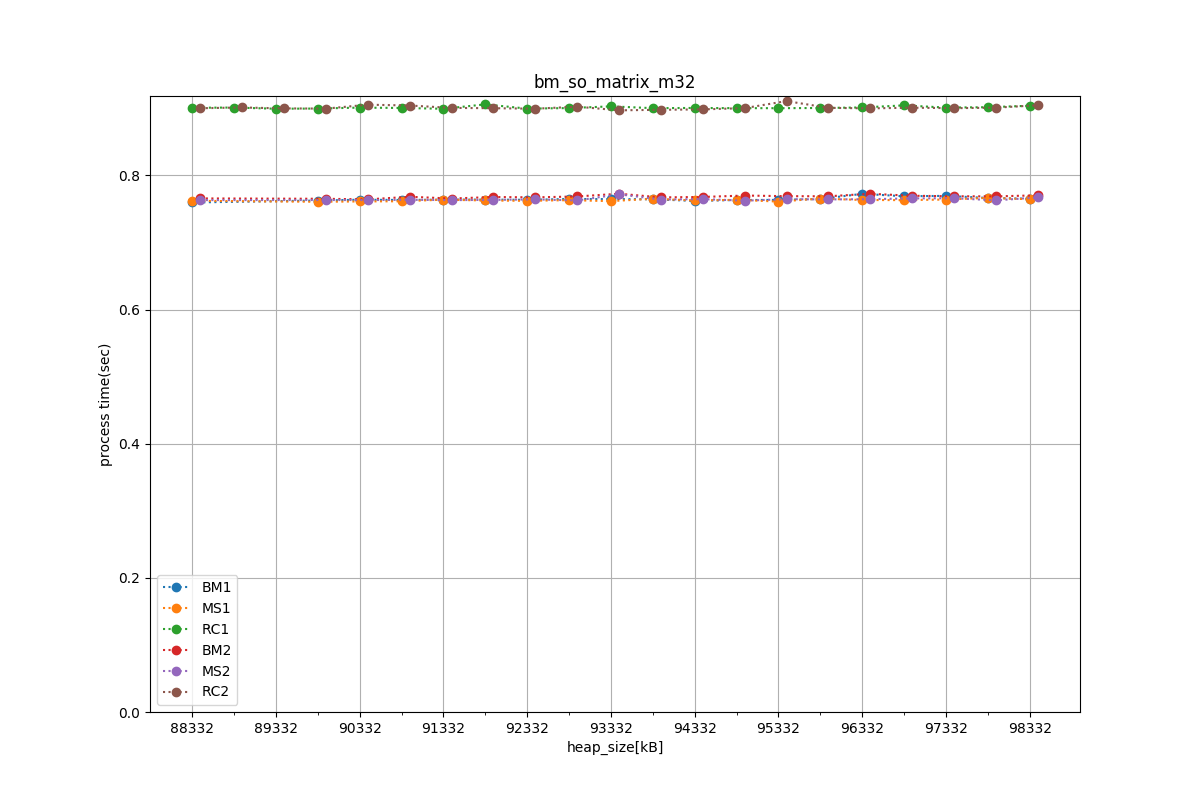 bm_so_matrix_m32
process time(sec)
0.8
0.6
0.4
0.2
0.0
BM1
MS1
RC1
BM2
MS2
RC2
88332 89332 90332 91332 92332 93332 94332 95332 96332 97332 98332
heap_size[kB]